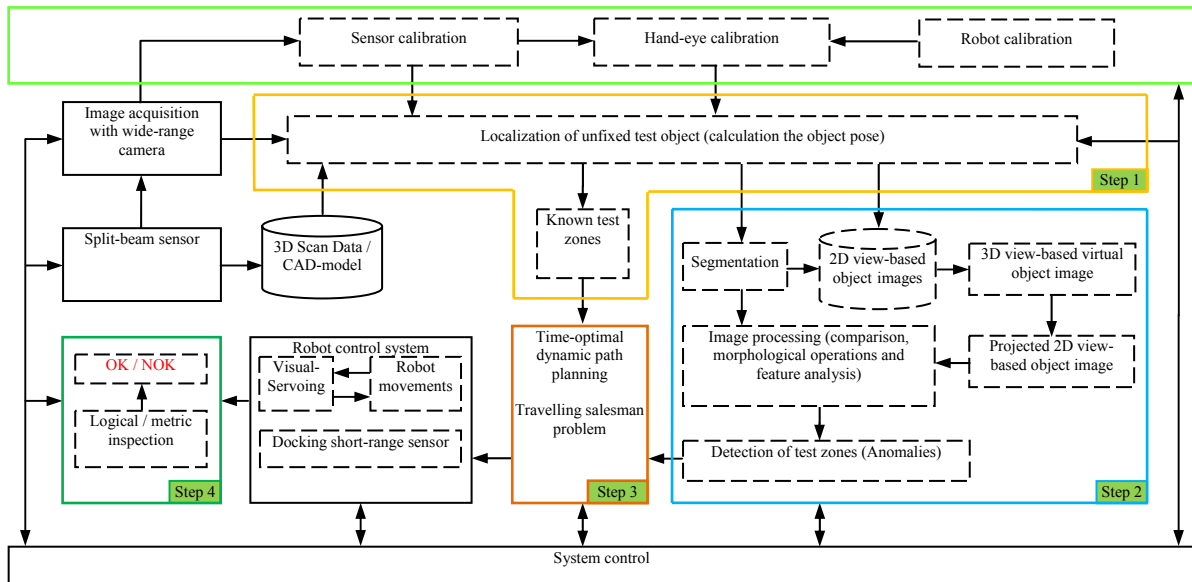 Sensor calibration
Hand-eye calibration
Robot calibration
Image acquisition
with wide-range
camera
Localization of unfixed test object (calculation the object pose)
Step 1
Split-beam sensor
3D Scan Data /
CAD-model
Known test
zones
Segmentation
2D view-based
object images
3D view-based virtual
object image
Image processing (comparison,
morphological operations and
feature analysis)
Projected 2D view-
based object image
Detection of test zones (Anomalies)
Step 2
Time-optimal
dynamic path
planning
Travelling salesman
problem
Step 3
Robot control system
Visual-
Servoing
Robot
movements
Docking short-range sensor
OK / NOK
Logical / metric
inspection
Step 4
System control